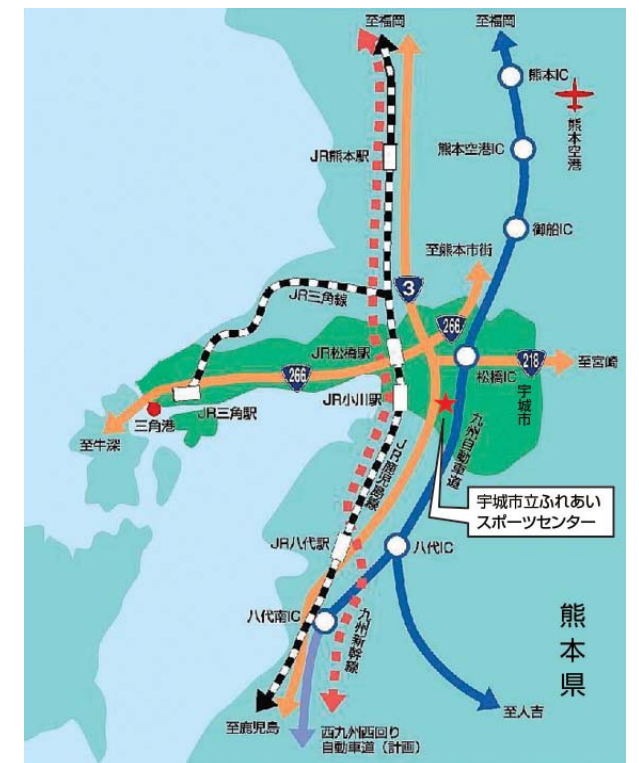 至福岡
至福岡
熊本IC
熊本空港
JR熊本駅
熊本空港IC
御船IC
至熊本市街
3
JR三角線
266
JR松橋駅
218
266
松橋IC
至宮崎
JR小川駅
宇城市
JR三角駅
三角港
至牛深
九州自動車道
JR鹿児島線
宇城市立ふれあい
スポーツセンター
JR八代駅
八代IC
八代南IC
九州新幹線
熊本県
至人吉
至鹿児島
西九州西回り
自動車道（計画）